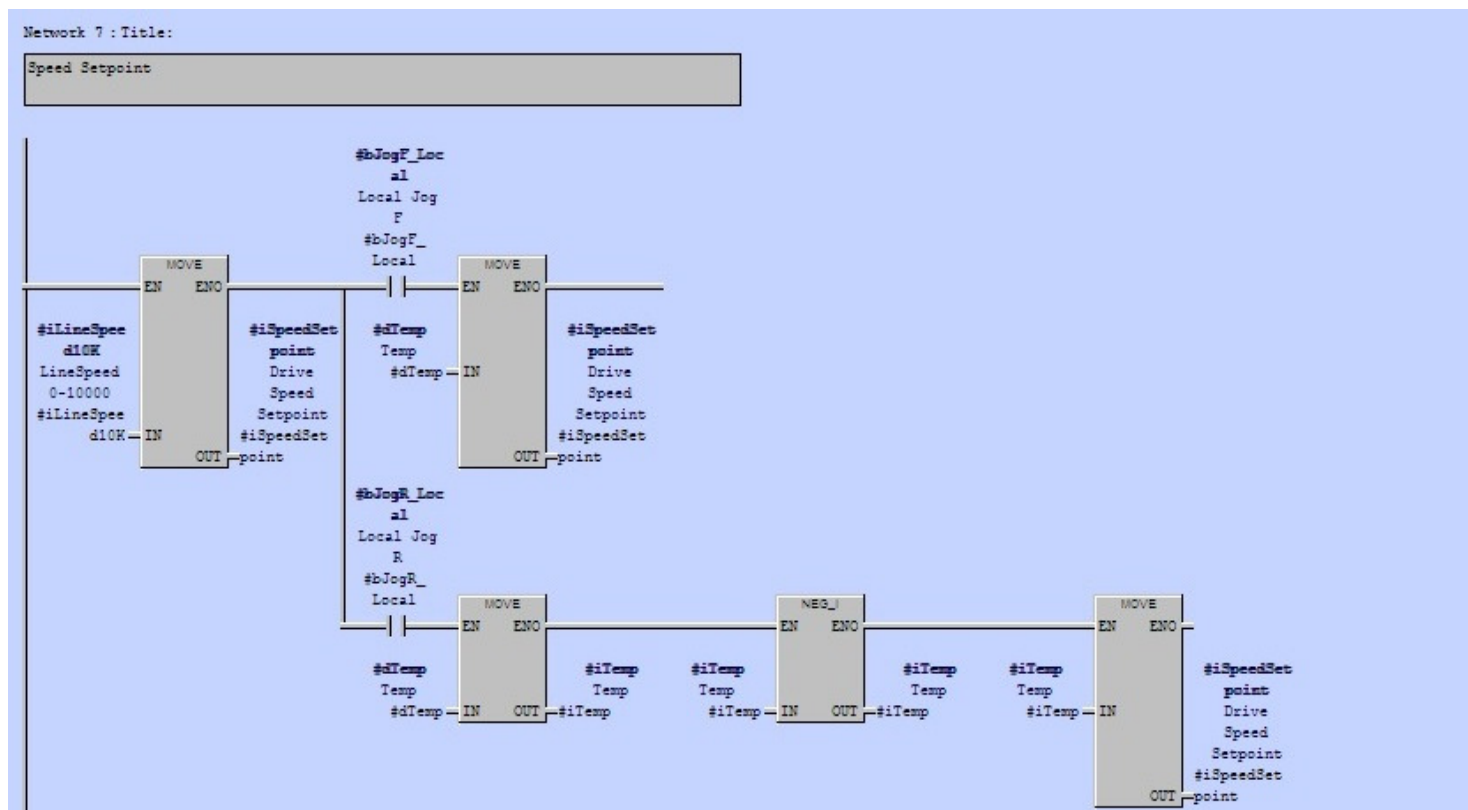 Network 7 : Title:
Speed Setpoint
#bJogF_Loc
al
Local Jog
F
#bJogF_
Local
MOVE
EN ENO
#iLineSpee
d10K
LineSpeed
0-10000
#iLineSpee
d10K
IN
OUT
#iSpeedSet
point
Drive
Speed
Setpoint
#iSpeedSet
point
MOVE
EN ENO
#dTemp
Temp
#dTemp
IN
OUT
#iSpeedSet
point
Drive
Speed
Setpoint
#iSpeedSet
point
#bJogR_Loc
al
Local Jog
R
#bJogR_
Local
MOVE
EN ENO
#dTemp
Temp
#dTemp
IN OUT
#iTemp
Temp
#iTemp
NEG_I
EN ENO
#iTemp
Temp
#iTemp
IN OUT
#iTemp
Temp
#iTemp
MOVE
EN ENO
#iTemp
Temp
#iTemp
IN
OUT
#iSpeedSet
point
Drive
Speed
Setpoint
#iSpeedSet
point